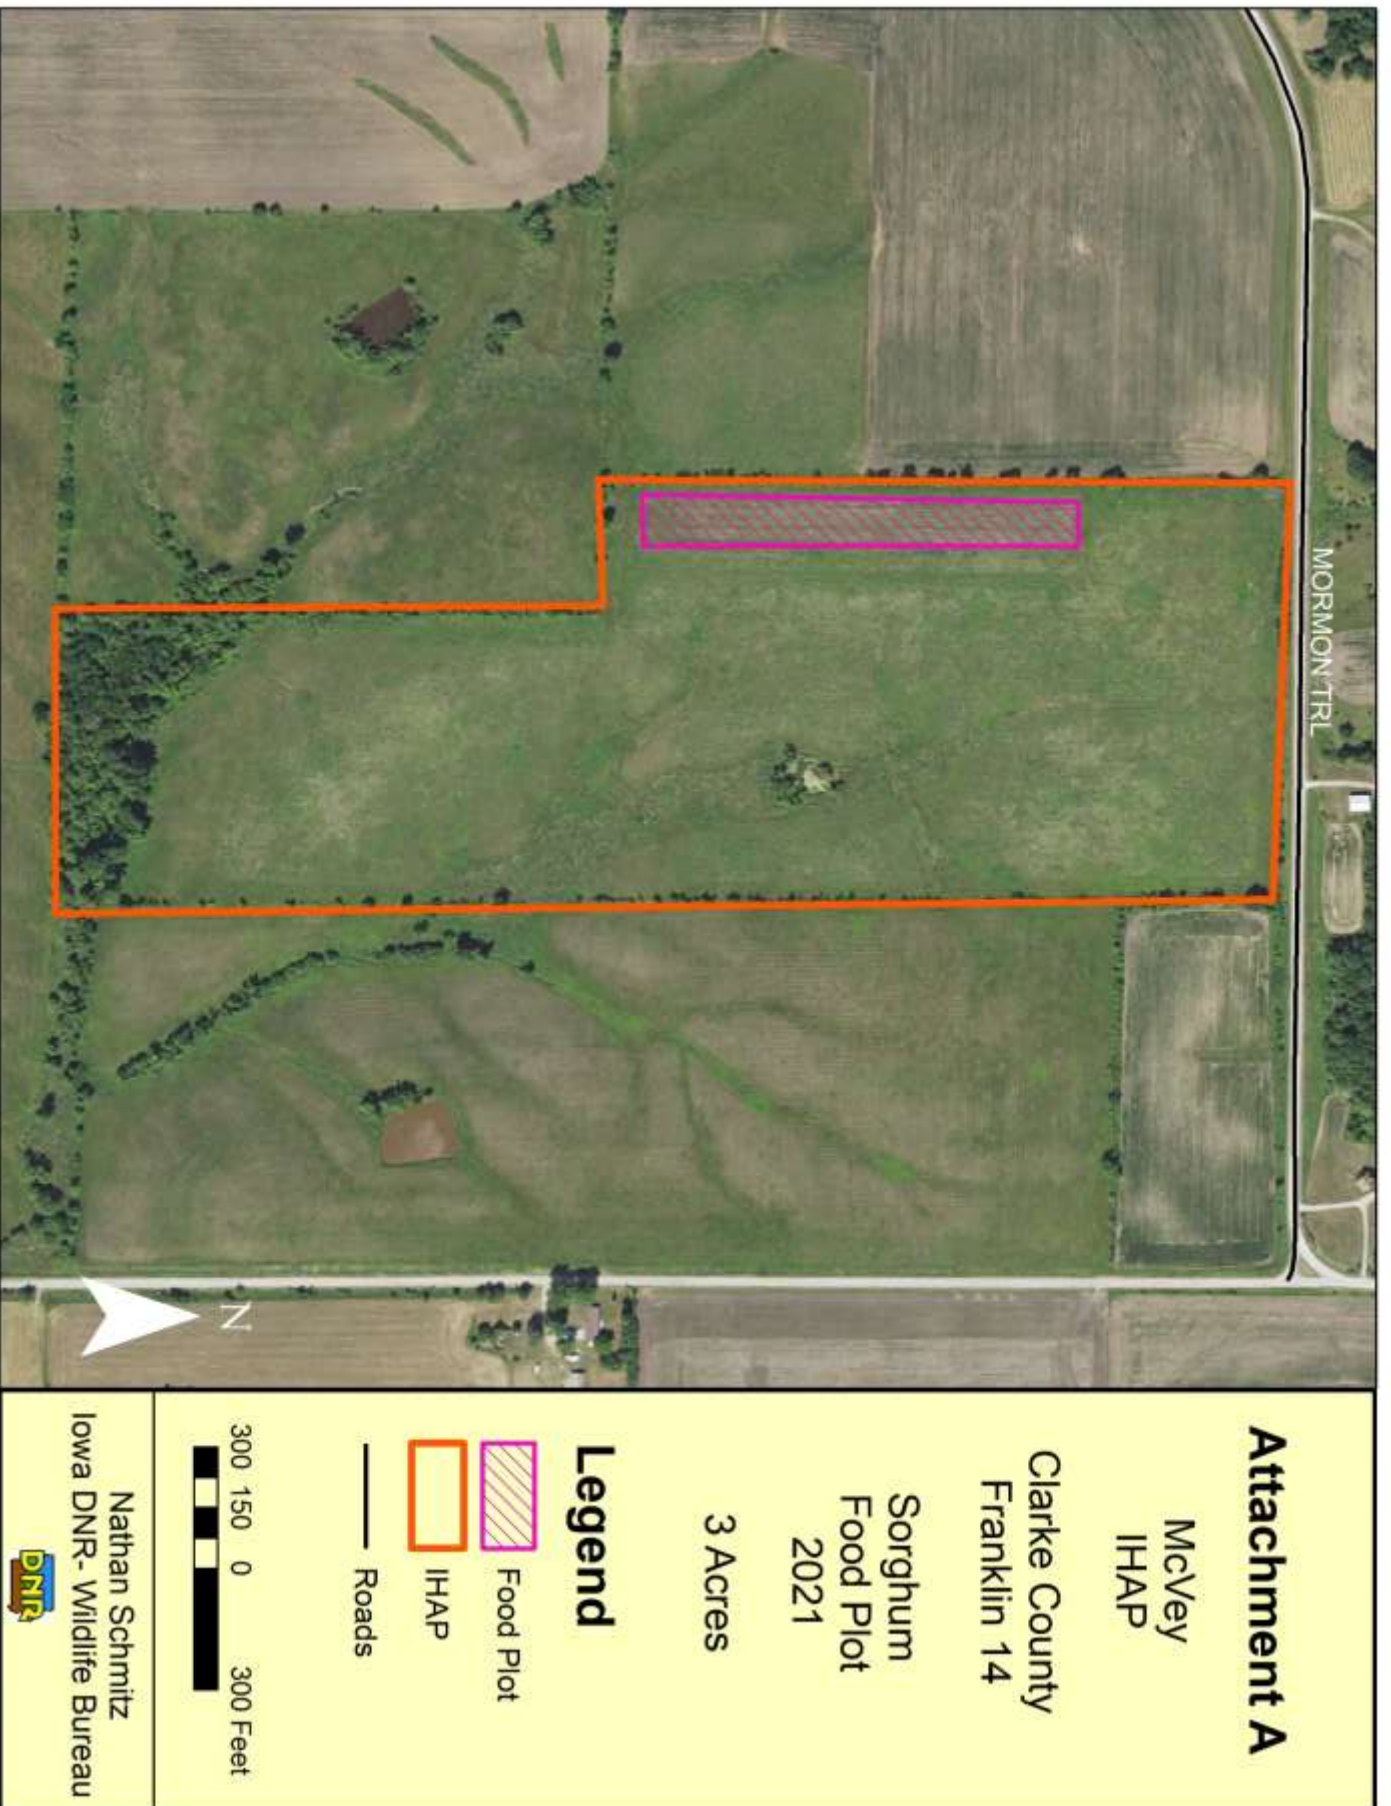 Attachment A
McVey
IHAP
Clarke County
Franklin 14
Sorghum
Food Plot
2021
3 Acres
Legend
Food Plot
IHAP
Roads
300 150 0 300 Feet
Nathan Schmitz
Iowa DNR- Wildlife Bureau
DNR
MORMON TRL
N